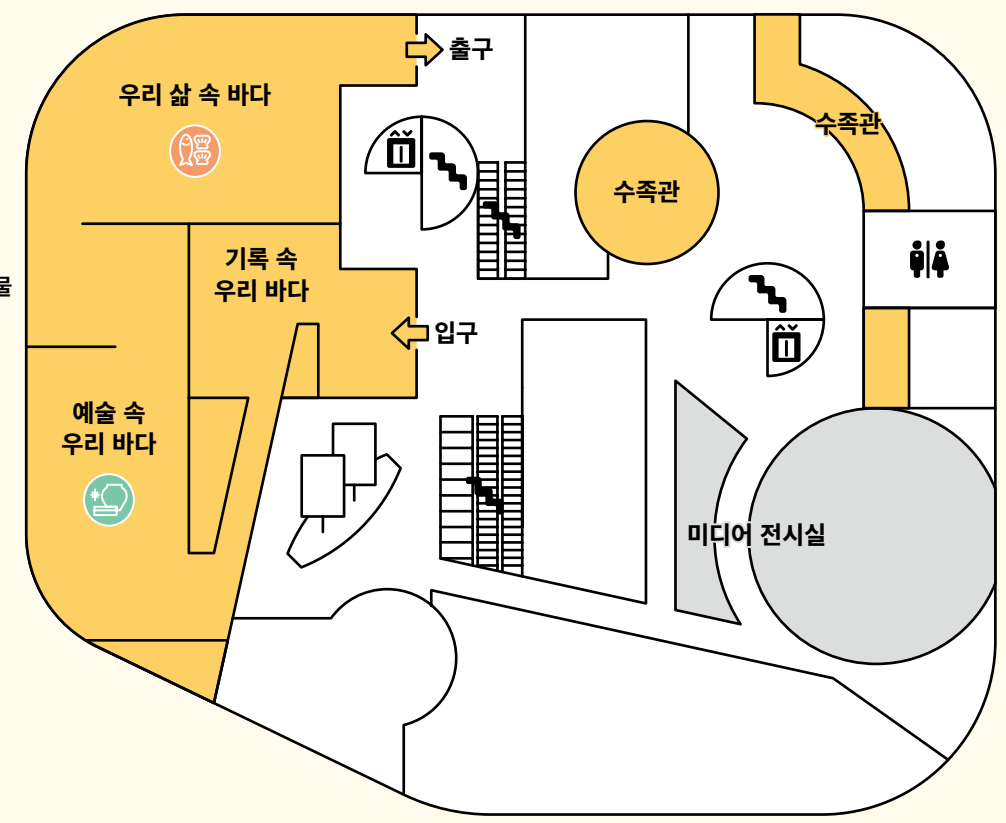 출구
우리 삶 속 바다
수족관
수족관
기록 속
우리 바다
물
입구
예술 속
우리 바다
미디어 전시실